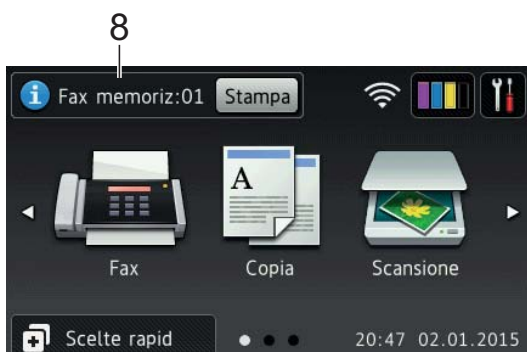 8
Fax memoriz:01 Stampa
A
Fax Copia Scansione
Scelte rapid 20:47 02.01.2015